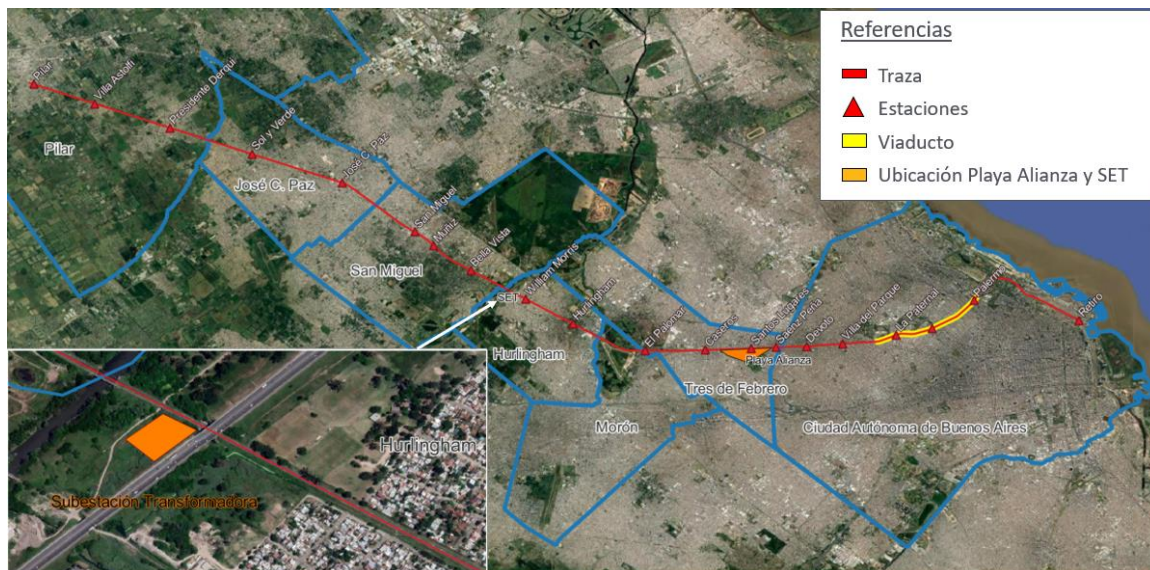 Referencias
Traza
Estaciones
Viaducto
Ubicación Playa Alianza y SET
Pilar
Villa Astolfi
Presidente Derqui
Sol y Verde
José C. Paz
San Miguel
Muñiz
Bella Vista
William Morris
Hurlingham
El Palomar
Caseros
Santos Lugares
Saenz Peña
Devoto
Villa del Parque
La Paternal
Palermo
Retiro
Pilar
José C. Paz
San Miguel
SET
Hurlingham
Playa Alianza
Tres de Febrero
Morón
Ciudad Autónoma de Buenos Aires
Hurlingham
Subestación Transformadora